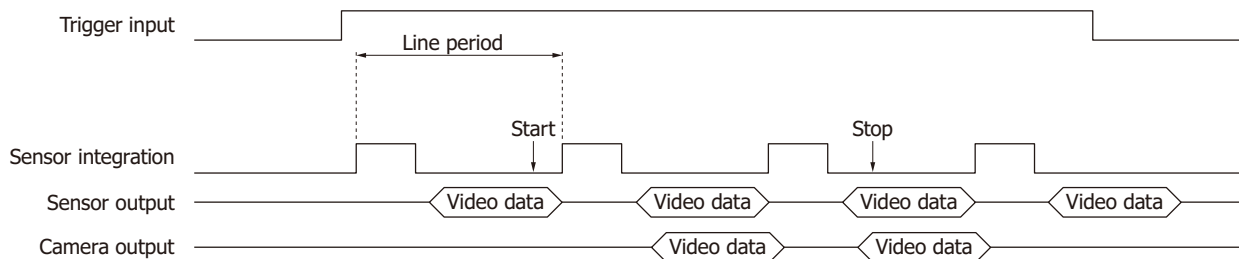 Trigger input
Line period
Start
Stop
Sensor integration
Sensor output
Video data
Video data
Video data
Video data
Camera output
Video data
Video data